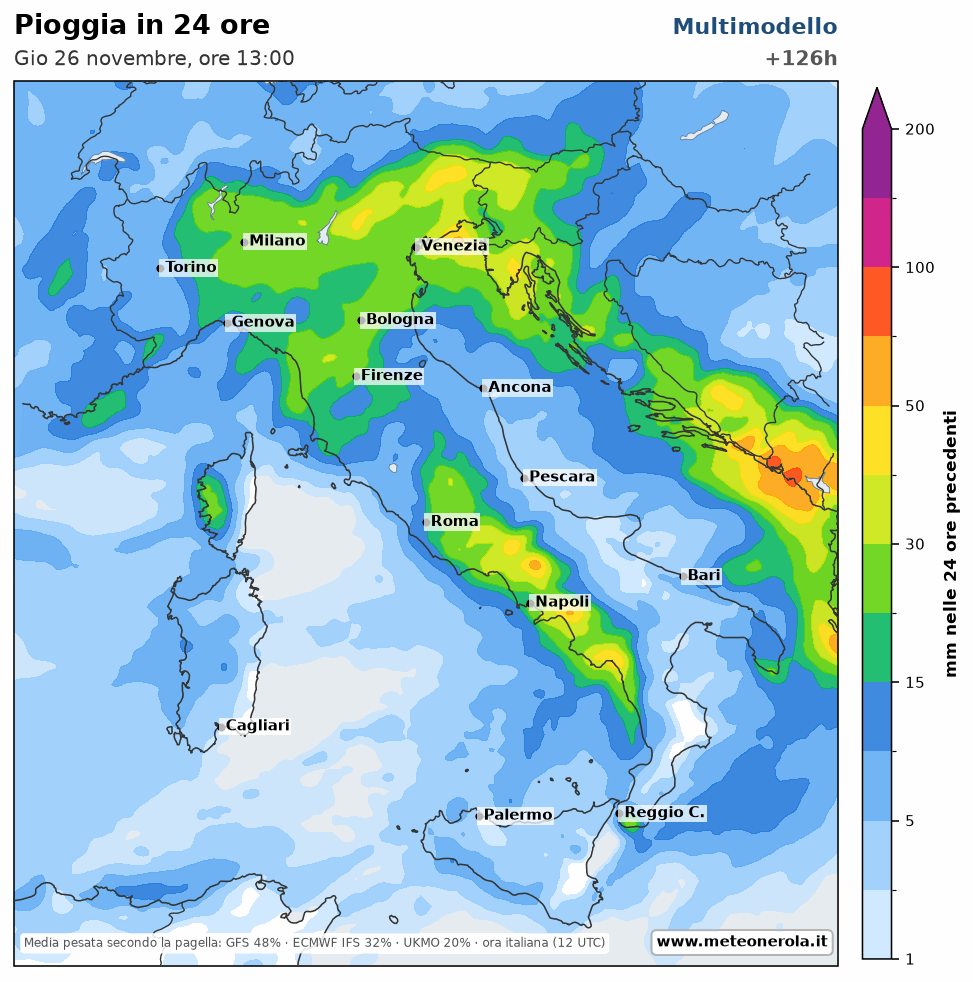 Pioggia in 24 ore
Multimodello
Gio 26 novembre, ore 13:00
+126h
200
100
50
30
15
5
1
mm nelle 24 ore precedenti
Milano
Venezia
Torino
Genova
Bologna
Firenze
Ancona
Pescara
Roma
Bari
Napoli
Cagliari
Palermo
Reggio C.
Media pesata secondo la pagella: GFS 48% · ECMWF IFS 32% · UKMO 20% · ora italiana (12 UTC)
www.meteonerola.it